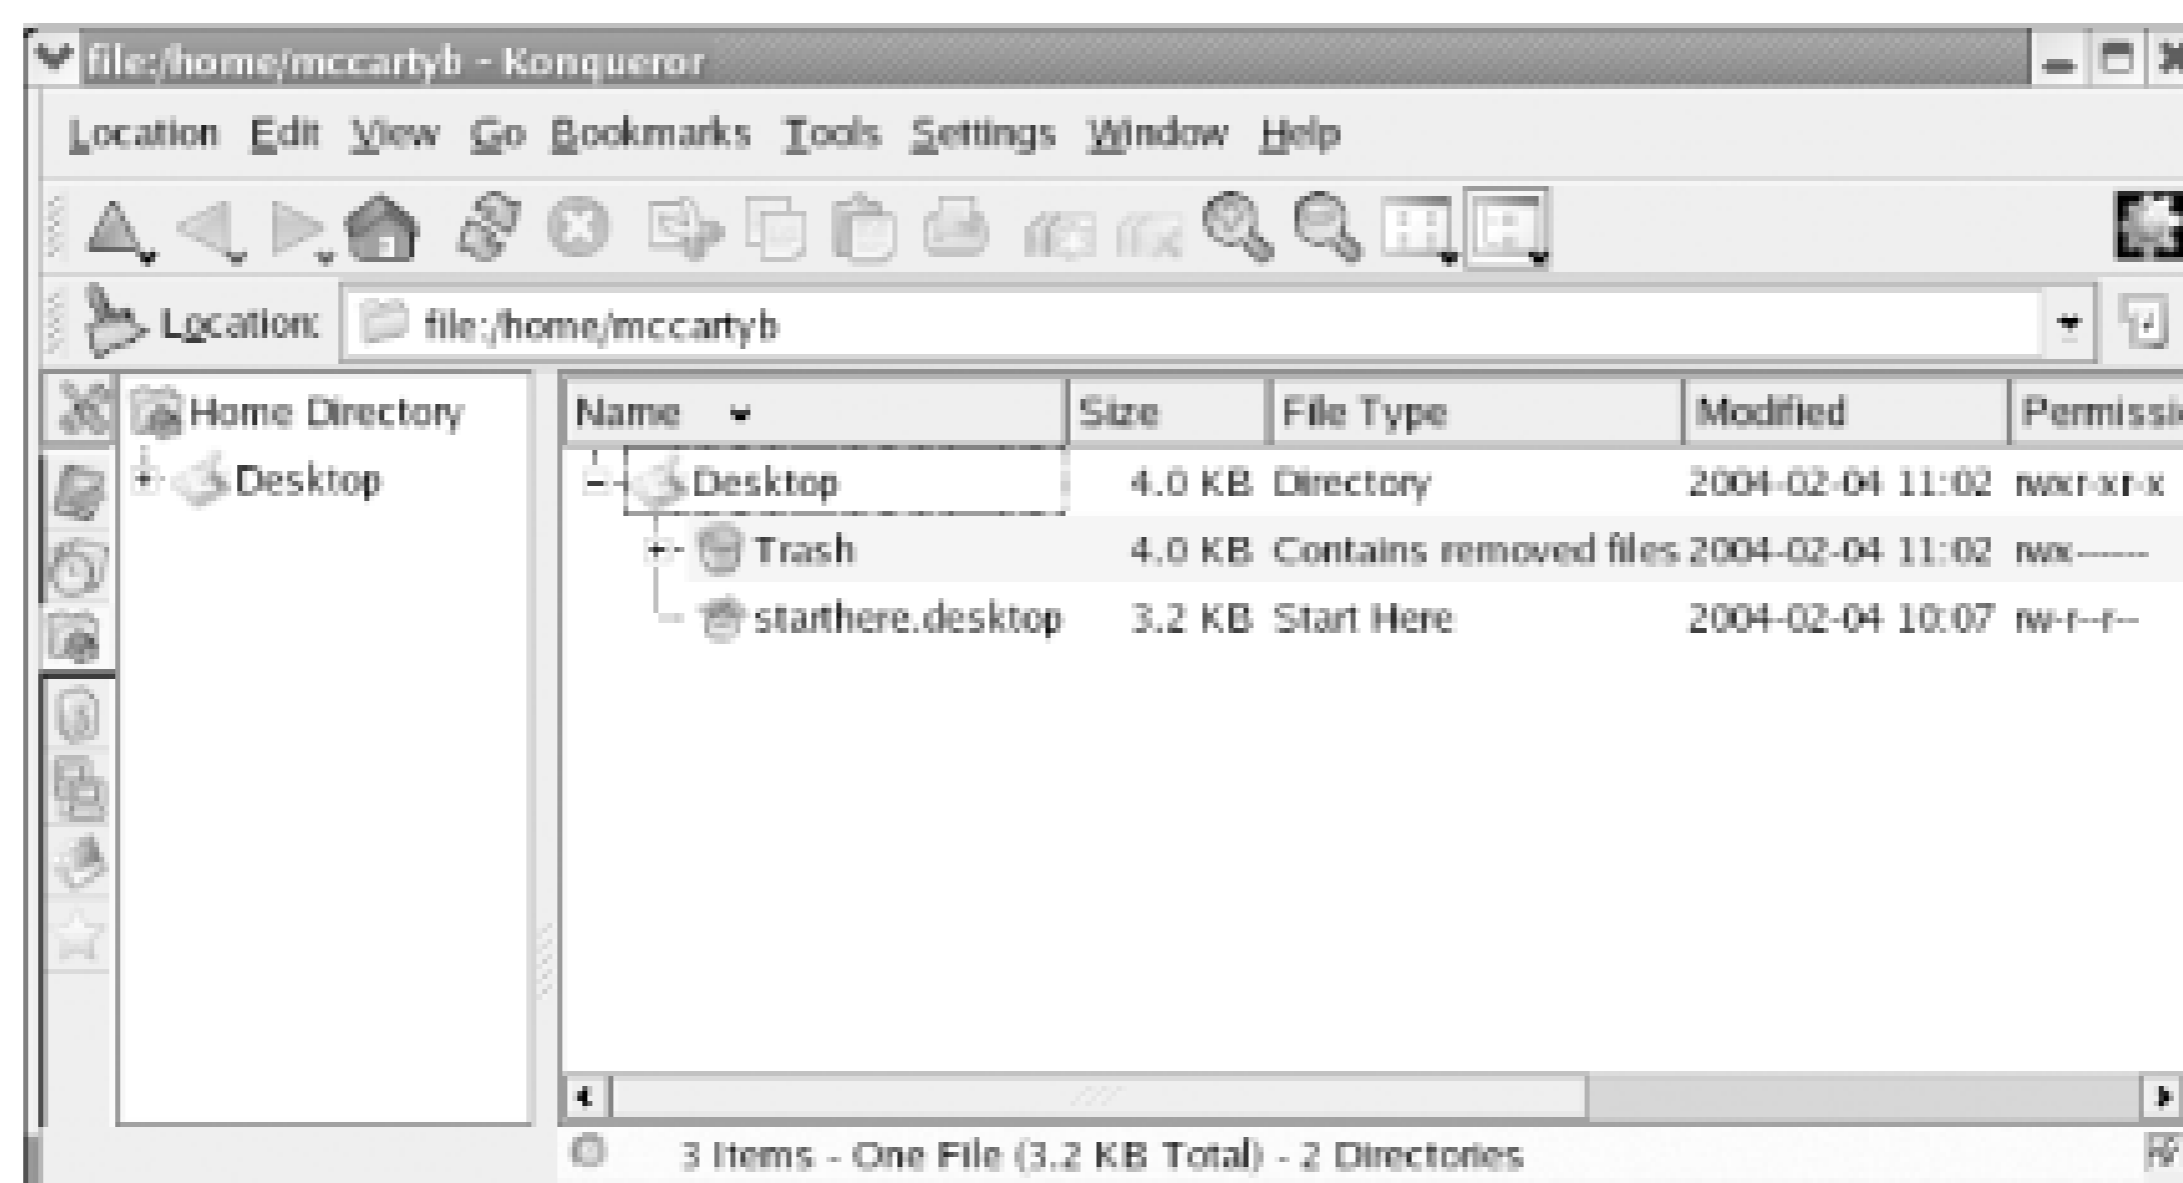 file:/home/mccartyb - Konqueror
Location Edit View Go Bookmarks Tools Settings Window Help
Location: file:/home/mccartyb
Home Directory
Desktop
Name Size File Type Modified
Desktop 4.0 KB Directory 2004-02-04 11:02 rwxr-xr-x
Trash 4.0 KB Contains removed files 2004-02-04 11:02 rwx------
starthere.desktop 3.2 KB Start Here 2004-02-04 10:07 rw-r--r--
3 Items - One File (3.2 KB Total) - 2 Directories